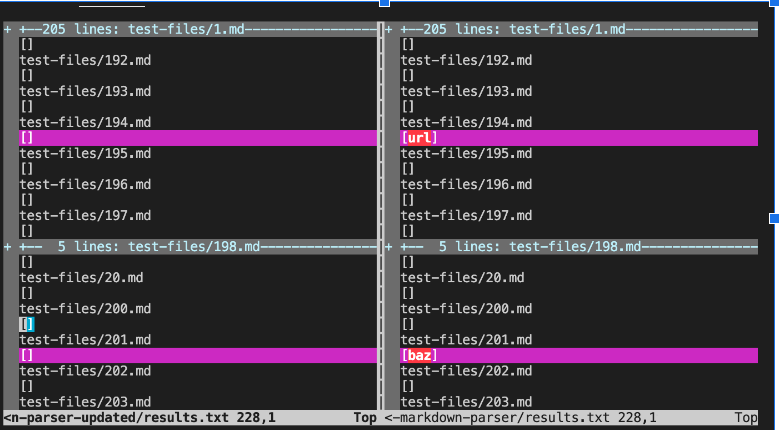 + +--205 lines: test-files/1.md-----------------
[]
test-files/192.md
[]
test-files/193.md
[]
test-files/194.md
[]
test-files/195.md
[]
test-files/196.md
[]
test-files/197.md
[]
+ +--  5 lines: test-files/198.md---------------
[]
test-files/20.md
[]
test-files/200.md
[]
test-files/201.md
[]
test-files/202.md
[]
test-files/203.md
<n-parser-updated/results.txt 228,1 Top
+ +--205 lines: test-files/1.md-----------------
[]
test-files/192.md
[]
test-files/193.md
[]
test-files/194.md
[url]
test-files/195.md
[]
test-files/196.md
[]
test-files/197.md
[]
+ +--  5 lines: test-files/198.md---------------
[]
test-files/20.md
[]
test-files/200.md
[]
test-files/201.md
[baz]
test-files/202.md
[]
test-files/203.md
<-markdown-parser/results.txt 228,1 Top